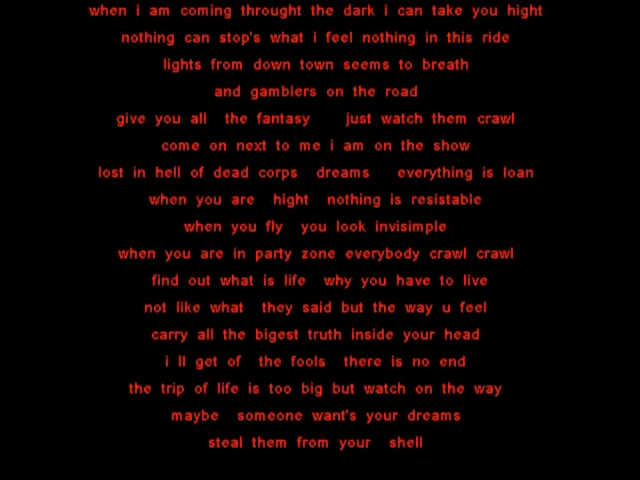 when i am coming throught the dark i can take you hight
nothing can stop's what i feel nothing in this ride
lights from down town seems to breath
and gamblers on the road
give you all the fantasy just watch them crawl
come on next to me i am on the show
lost in hell of dead corps dreams everything is loan
when you are hight nothing is resistable
when you fly you look invisimple
when you are in party zone everybody crawl crawl
find out what is life why you have to live
not like what they said but the way u feel
carry all the bigest truth inside your head
i ll get of the fools there is no end
the trip of life is too big but watch on the way
maybe someone want's your dreams
steal them from your shell